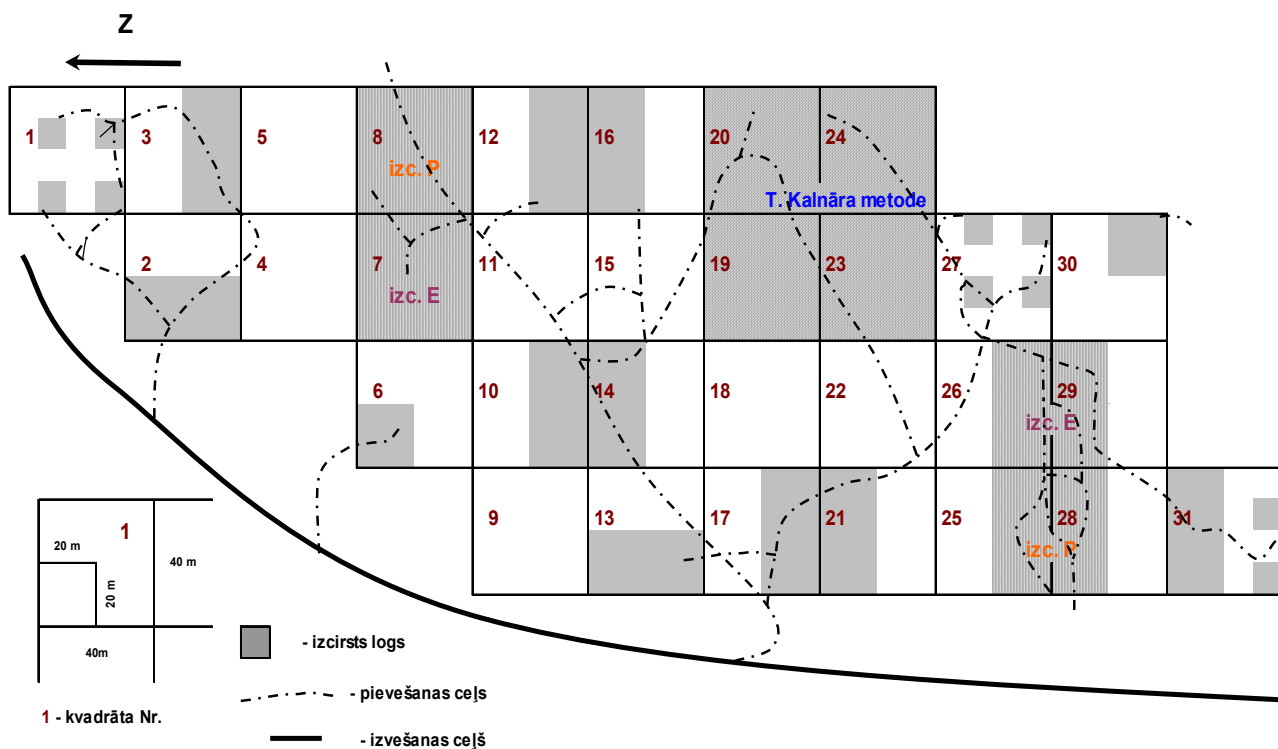 Z
1
3
5
8
12
16
20
24
izc. P
T. Kalnāra metode
2
4
7
11
15
19
23
27
30
izc. E
6
10
14
18
22
26
29
izc. E
9
13
17
21
25
28
31
izc. P
1
20 m
40 m
20 m
40m
- izcirsts logs
- pievešanas ceļs
1 - kvadrāta Nr.
- izvešanas ceļš